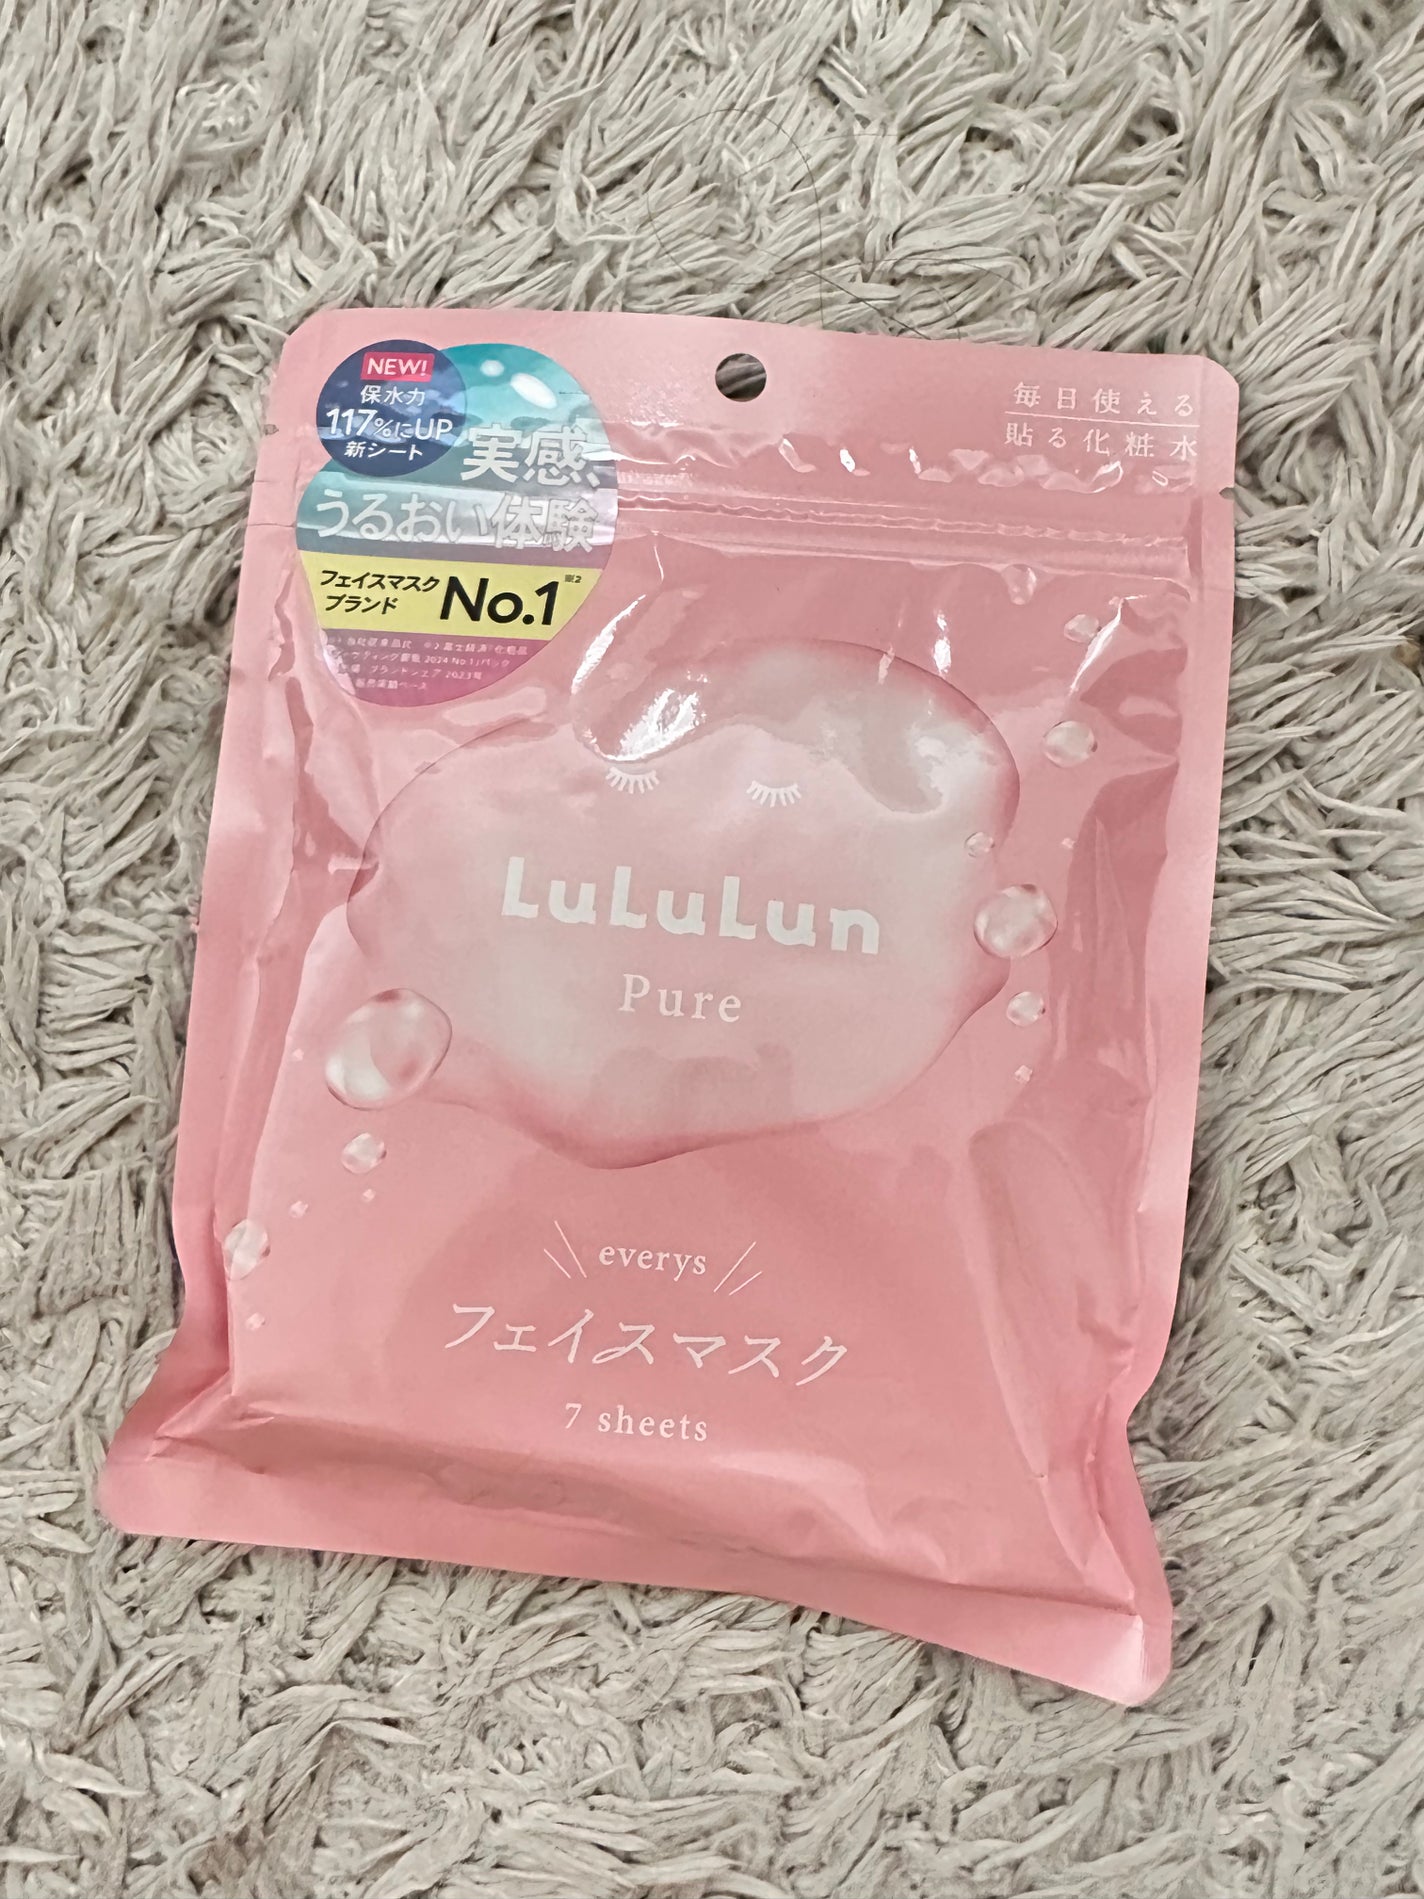 NEW!
保水力
117%にUP
新シート
実感、
うるおい体験
フェイスマスク
ブランド
No.1
※2
毎日使える
貼る化粧水
LuLuLun
Pure
everys
フェイスマスク
7 sheets